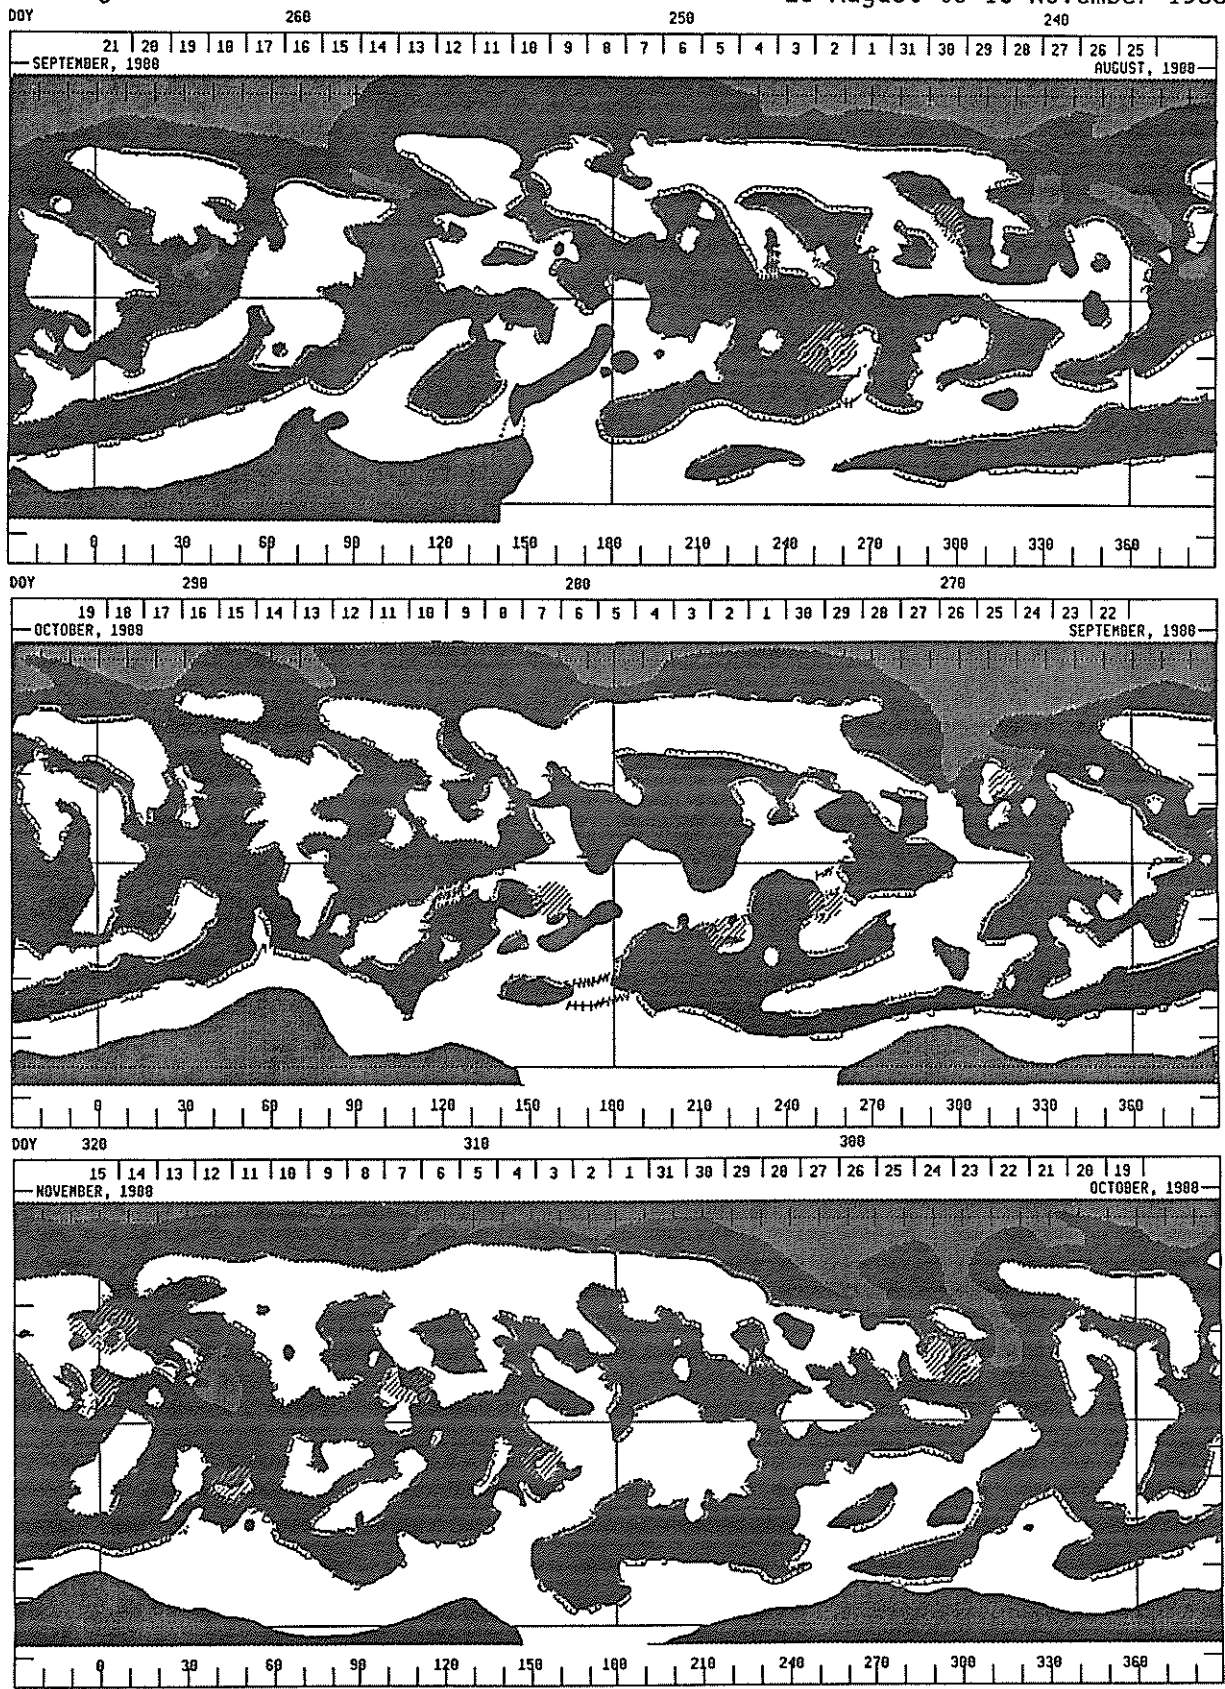 DOY 260 250 240
21 20 19 18 17 16 15 14 13 12 11 10 9 8 7 6 5 4 3 2 1 31 30 29 28 27 26 25
SEPTEMBER, 1988 AUGUST, 1988
0 30 60 90 120 150 180 210 240 270 300 330 360
DOY 290 280 270
19 18 17 16 15 14 13 12 11 10 9 8 7 6 5 4 3 2 1 30 29 28 27 26 25 24 23 22
OCTOBER, 1988 SEPTEMBER, 1988
0 30 60 90 120 150 180 210 240 270 300 330 360
DOY 320 310 300
15 14 13 12 11 10 9 8 7 6 5 4 3 2 1 31 30 29 28 27 26 25 24 23 22 21 20 19
NOVEMBER, 1988 OCTOBER, 1988
0 30 60 90 120 150 180 210 240 270 300 330 360